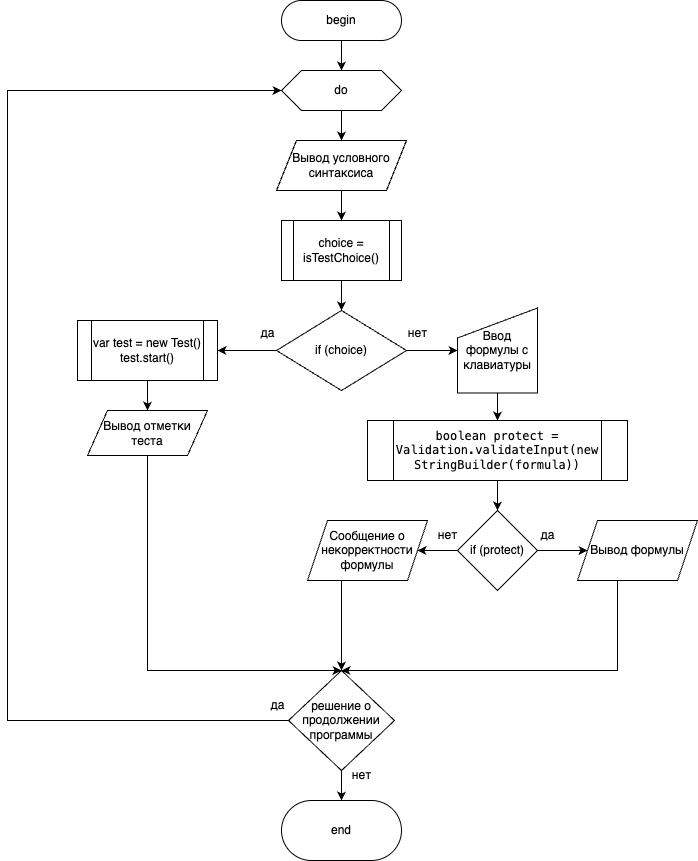 begin
do
Вывод условного
синтаксиса
choice =
isTestChoice()
да
if (choice)
нет
var test = new Test()
test.start()
Ввод
формулы с
клавиатуры
Вывод отметки
теста
boolean protect =
Validation.validateInput(new
StringBuilder(formula))
Сообщение о
некорректности
формулы
нет
if (protect)
да
Вывод формулы
да
решение о
продолжении
программы
нет
end